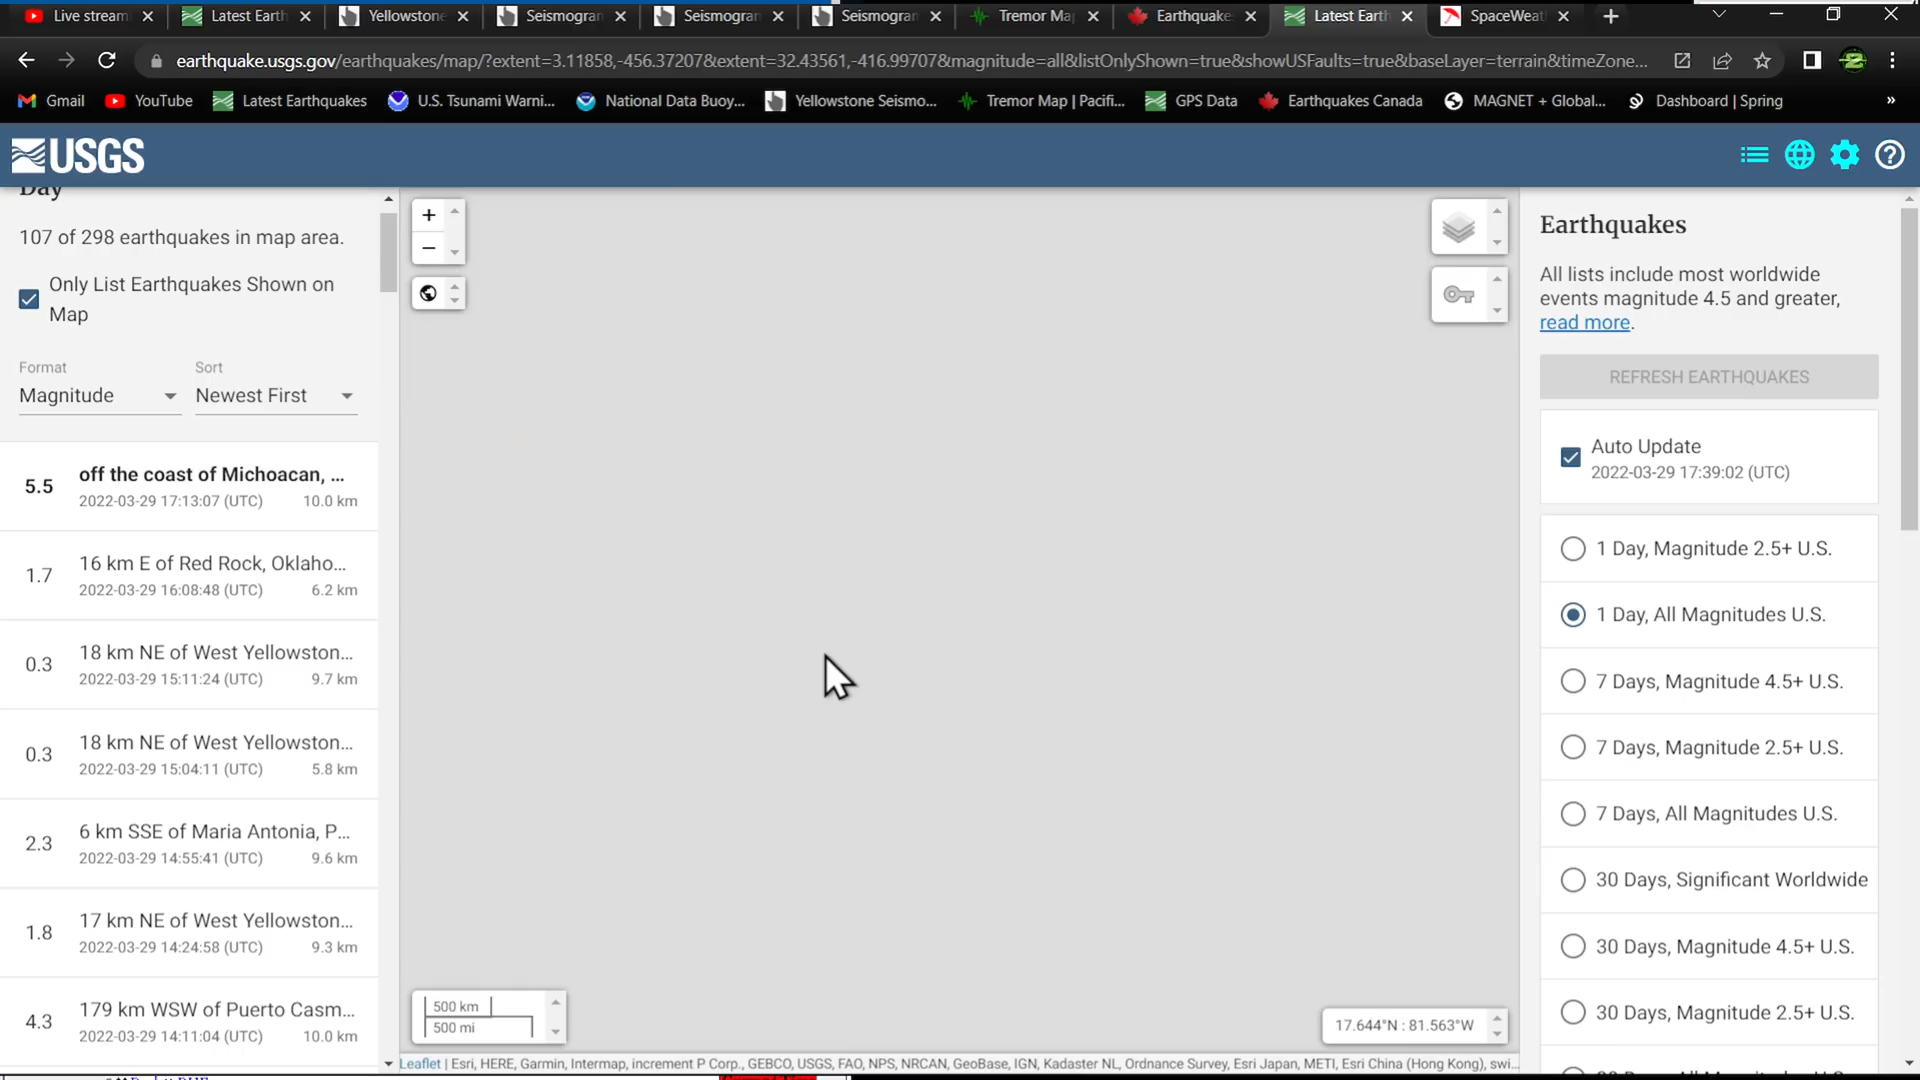 Live stream
Latest Earth
Yellowstone
Seismogran
Seismogran
Seismogran
Tremor Ma
Earthquake
Latest Earth
SpaceWeat
earthquake.usgs.gov/earthquakes/map/?extent=3.11858,-456.37207&extent=32.43561,-416.99707&magnitude=all&listOnlyShown=true&showUSFaults=true&baseLayer=terrain&timeZone...
Gmail
YouTube
Latest Earthquakes
U.S. Tsunami Warni...
National Data Buoy...
Yellowstone Seismo...
Tremor Map | Pacifi...
GPS Data
Earthquakes Canada
MAGNET + Global...
Dashboard | Spring
»
USGS
Day
107 of 298 earthquakes in map area.
Only List Earthquakes Shown on
Map
Format
Magnitude
Sort
Newest First
5.5
off the coast of Michoacan, ...
2022-03-29 17:13:07 (UTC)
10.0 km
1.7
16 km E of Red Rock, Oklaho...
2022-03-29 16:08:48 (UTC)
6.2 km
0.3
18 km NE of West Yellowston...
2022-03-29 15:11:24 (UTC)
9.7 km
0.3
18 km NE of West Yellowston...
2022-03-29 15:04:11 (UTC)
5.8 km
2.3
6 km SSE of Maria Antonia, P...
2022-03-29 14:55:41 (UTC)
9.6 km
1.8
17 km NE of West Yellowston...
2022-03-29 14:24:58 (UTC)
9.3 km
4.3
179 km WSW of Puerto Casm...
2022-03-29 14:11:04 (UTC)
10.0 km
+
−
500 km
500 mi
17.644°N : 81.563°W
Leaflet | Esri, HERE, Garmin, Intermap, increment P Corp., GEBCO, USGS, FAO, NPS, NRCAN, GeoBase, IGN, Kadaster NL, Ordnance Survey, Esri Japan, METI, Esri China (Hong Kong), swi...
Earthquakes
All lists include most worldwide
events magnitude 4.5 and greater,
read more.
REFRESH EARTHQUAKES
Auto Update
2022-03-29 17:39:02 (UTC)
1 Day, Magnitude 2.5+ U.S.
1 Day, All Magnitudes U.S.
7 Days, Magnitude 4.5+ U.S.
7 Days, Magnitude 2.5+ U.S.
7 Days, All Magnitudes U.S.
30 Days, Significant Worldwide
30 Days, Magnitude 4.5+ U.S.
30 Days, Magnitude 2.5+ U.S.